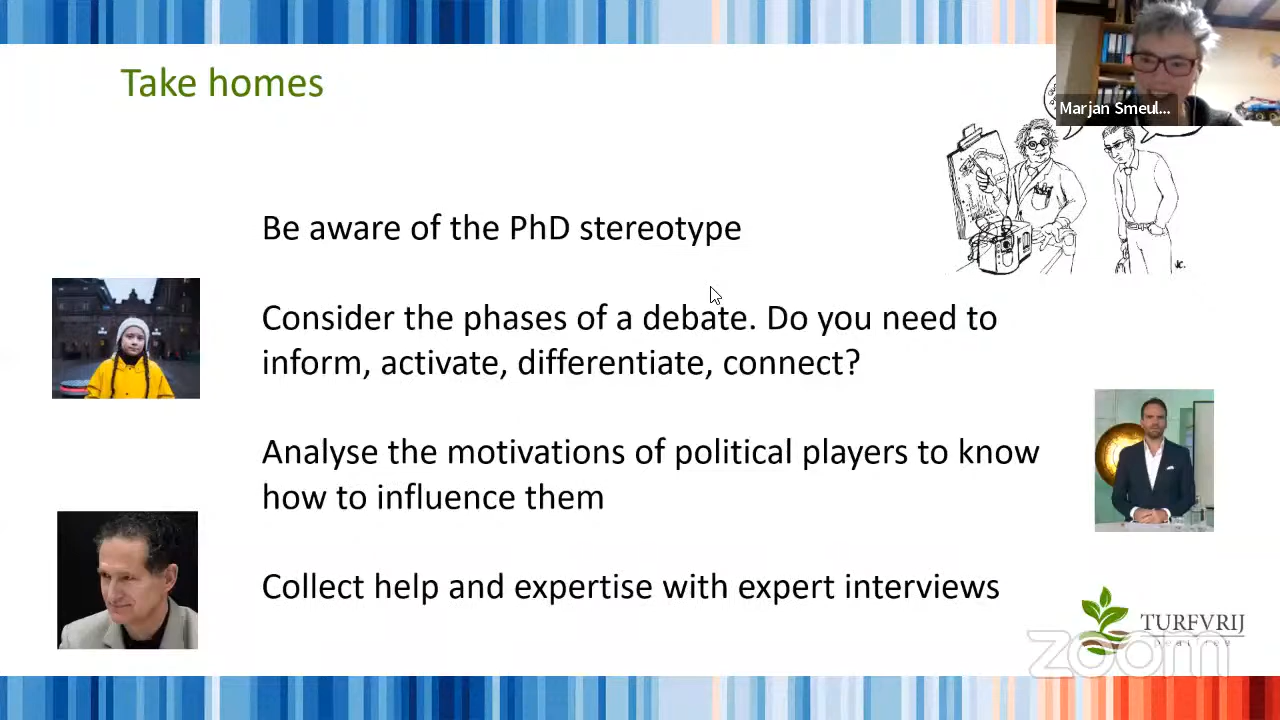 Take homes
Marjan Smeul...
Be aware of the PhD stereotype
Consider the phases of a debate. Do you need to
inform, activate, differentiate, connect?
Analyse the motivations of political players to know
how to influence them
Collect help and expertise with expert interviews
TURFVRIJ
zoom